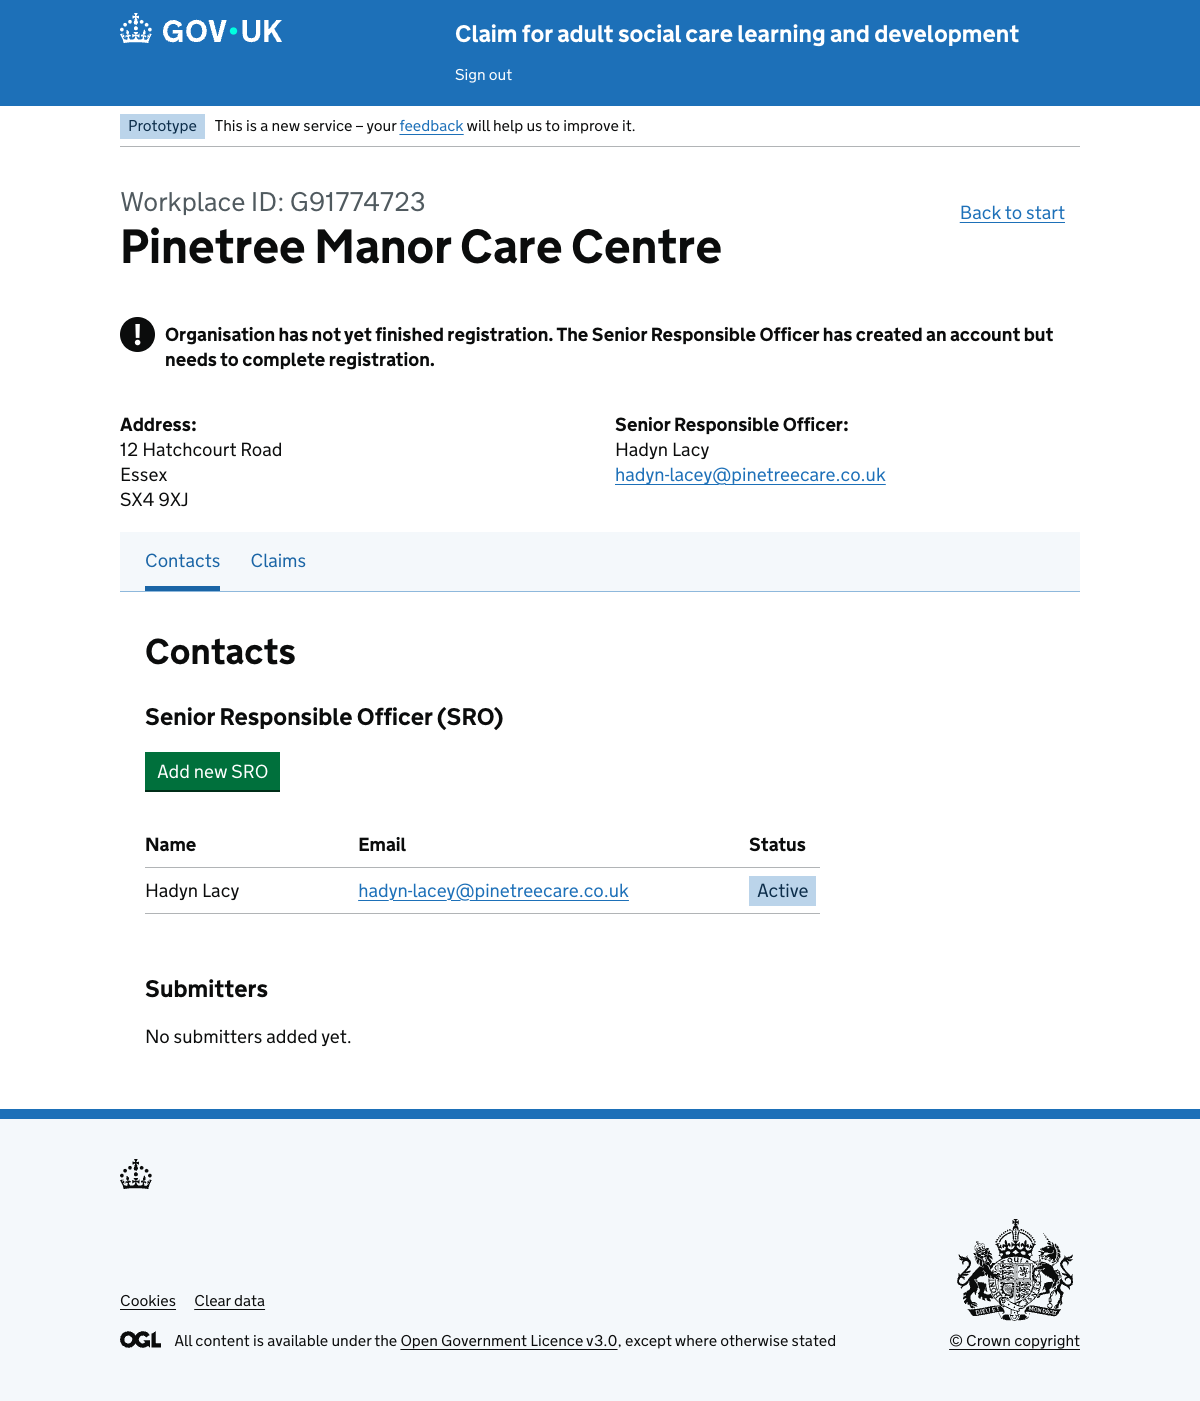 GOV·UK
Claim for adult social care learning and development
Sign out
Prototype This is a new service – your feedback will help us to improve it.
Workplace ID: G91774723
Back to start
Pinetree Manor Care Centre
! Organisation has not yet finished registration. The Senior Responsible Officer has created an account but
needs to complete registration.
Address:
12 Hatchcourt Road
Essex
SX4 9XJ
Senior Responsible Officer:
Hadyn Lacy
hadyn-lacey@pinetreecare.co.uk
Contacts Claims
Contacts
Senior Responsible Officer (SRO)
Add new SRO
Name Email Status
Hadyn Lacy hadyn-lacey@pinetreecare.co.uk Active
Submitters
No submitters added yet.
Cookies Clear data
OGL All content is available under the Open Government Licence v3.0, except where otherwise stated
© Crown copyright